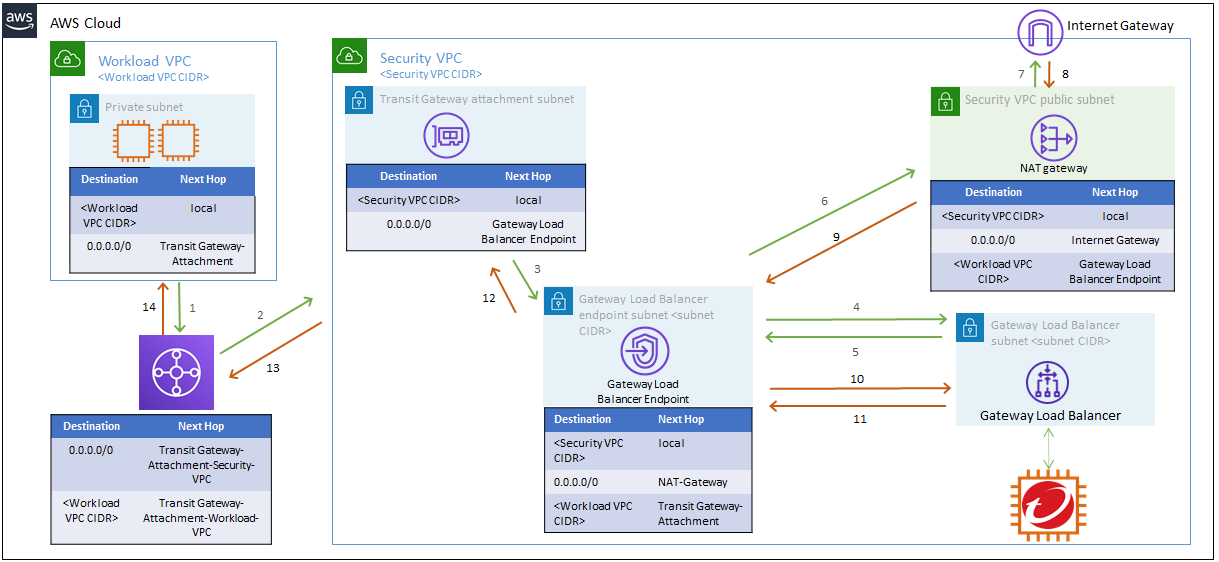 aws
AWS Cloud
Workload VPC
<Workload VPC CIDR>
Private subnet
Destination Next Hop
<Workload local
VPC CIDR>
0.0.0.0/0 Transit Gateway-
Attachment
14
1
2
13
Destination Next Hop
0.0.0.0/0 Transit Gateway-
Attachment-Security-
VPC
<Workload Transit Gateway-
VPC CIDR> Attachment-Workload-
VPC
Security VPC
<Security VPC CIDR>
Transit Gateway attachment subnet
Destination Next Hop
<Security VPC CIDR> local
0.0.0.0/0 Gateway Load
Balancer Endpoint
3
12
Gateway Load Balancer
endpoint subnet <subnet
CIDR>
Gateway Load
Balancer Endpoint
Destination Next Hop
<Security VPC local
CIDR>
0.0.0.0/0 NAT-Gateway
<Workload VPC Transit Gateway-
CIDR> Attachment
6
9
4
5
10
11
Internet Gateway
7
8
Security VPC public subnet
NAT gateway
Destination Next Hop
<Security VPC CIDR> local
0.0.0.0/0 Internet Gateway
<Workload VPC Gateway Load
CIDR> Balancer Endpoint
Gateway Load Balancer
subnet <subnet CIDR>
Gateway Load Balancer